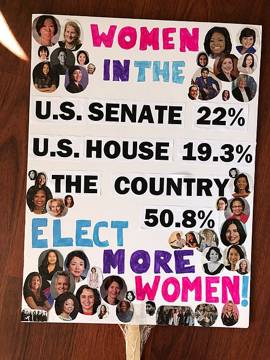 WOMEN
IN THE
U.S. SENATE 22%
U.S. HOUSE 19.3%
THE COUNTRY
50.8%
ELECT
MORE
WOMEN!